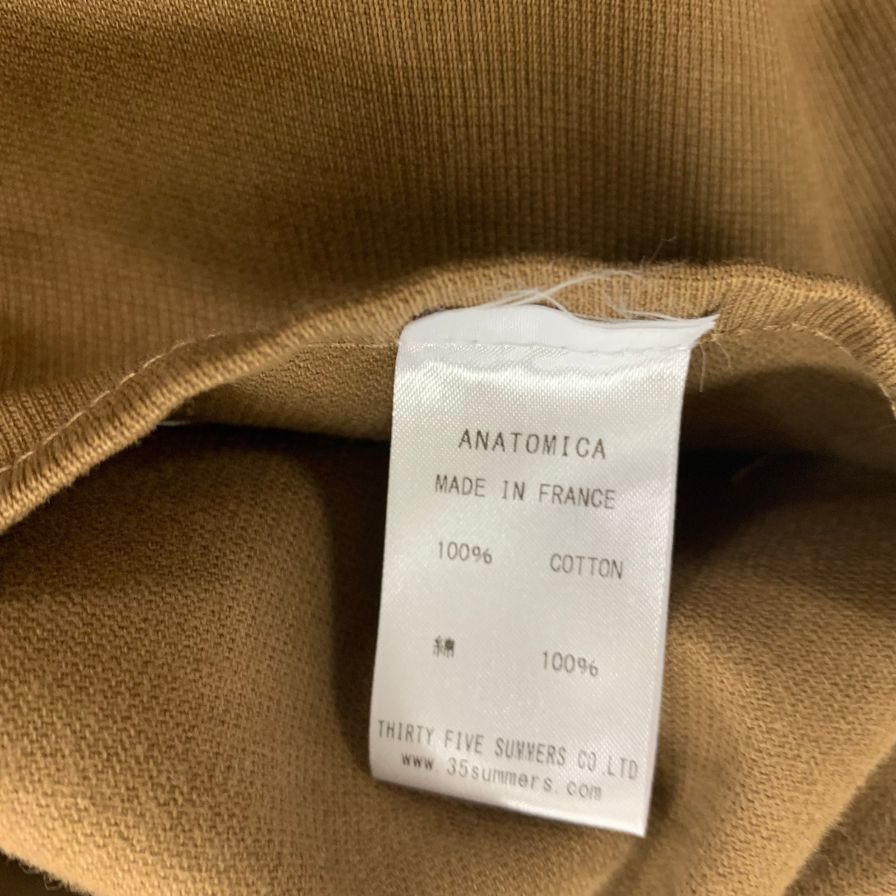 ANATOMICA
MADE IN FRANCE
100% COTTON
綿 100%
THIRTY FIVE SUMMERS CO.LTD
www.35summers.com